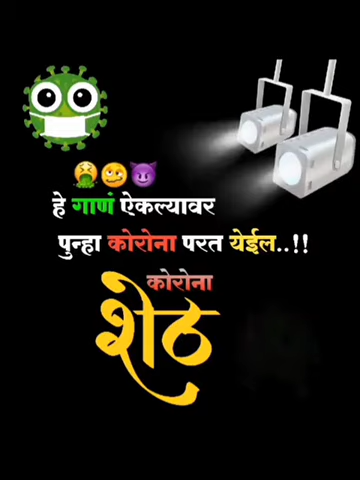 हे गाणं ऐकल्यावर
पुन्हा कोरोना परत येईल..!!
कोरोना
शेठ